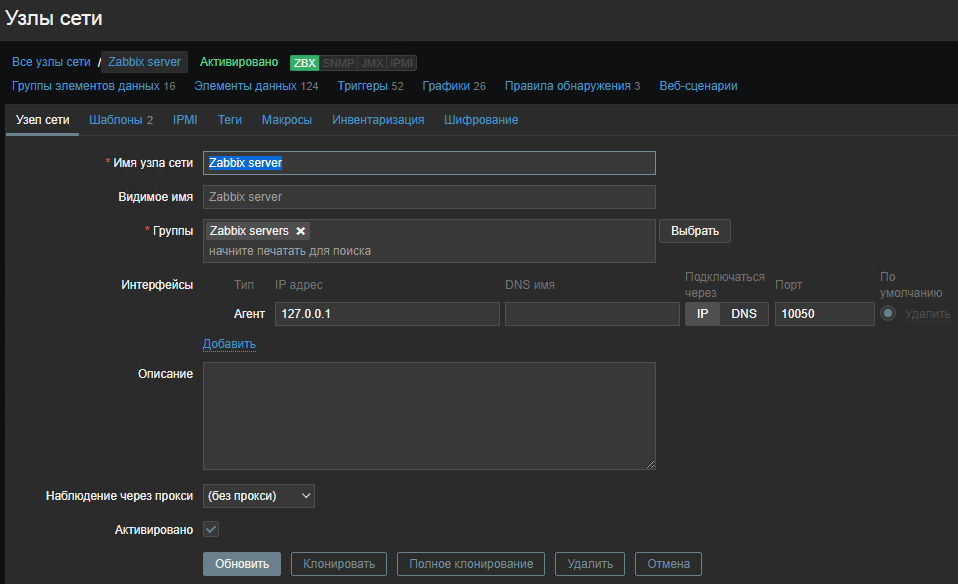 Узлы сети
Все узлы сети / Zabbix server Активировано ZBX SNMP JMX IPMI
Группы элементов данных 16 Элементы данных 124 Триггеры 52 Графики 26 Правила обнаружения 3 Веб-сценарии
Узел сети Шаблоны 2 IPMI Теги Макросы Инвентаризация Шифрование
* Имя узла сети Zabbix server
Видимое имя Zabbix server
* Группы Zabbix servers × Выбрать
начните печатать для поиска
Интерфейсы Тип IP адрес DNS имя Подключаться через Порт По умолчанию
Агент 127.0.0.1 IP DNS 10050 Удалить
Добавить
Описание
Наблюдение через прокси (без прокси)
Активировано
Обновить Клонировать Полное клонирование Удалить Отмена